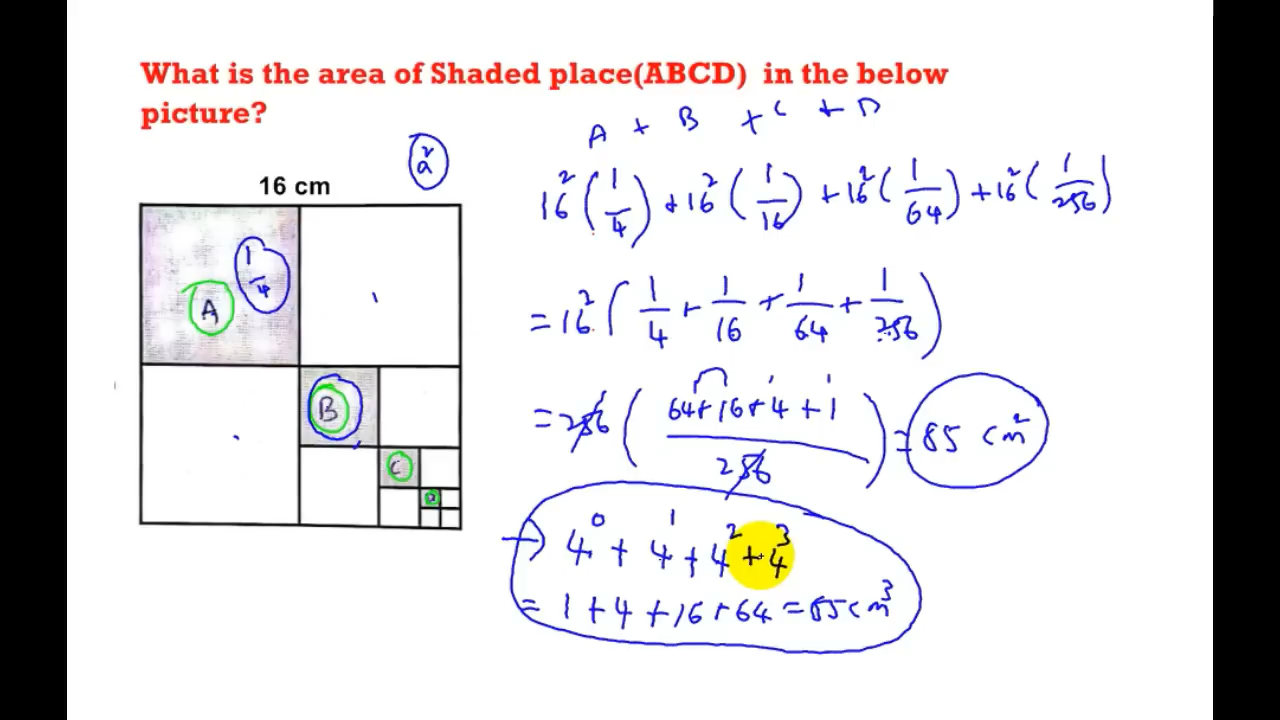 What is the area of Shaded place(ABCD) in the below
picture?
A + B + C + D
a²
16 cm
16² (1/4) + 16² (1/16) + 16² (1/64) + 16² (1/256)
A
1/4
= 16² (1/4 + 1/16 + 1/64 + 1/256)
B
= 256 ((64+16+4+1)/256) = 85 cm²
C
D
→ 4⁰ + 4¹ + 4² + 4³
= 1 + 4 + 16 + 64 = 85 cm³